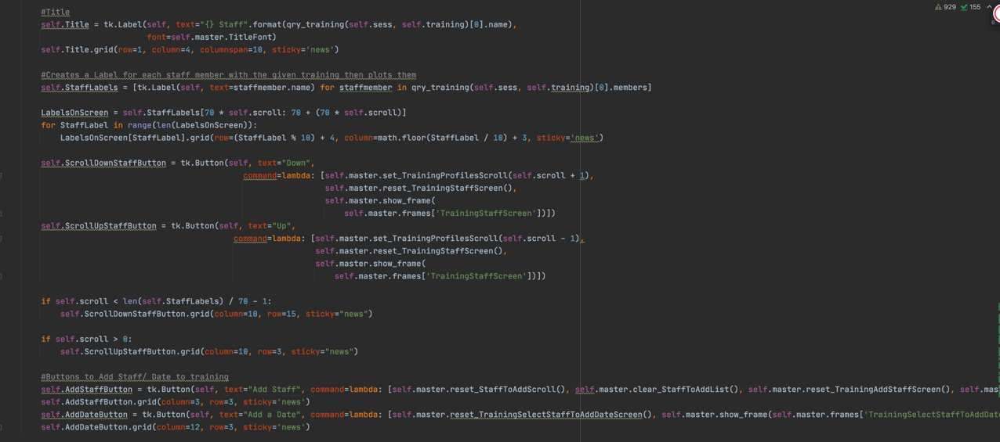 929 155
#Title
self.Title = tk.Label(self, text="{} Staff".format(qry_training(self.sess, self.training)[0].name),
font=self.master.TitleFont)
self.Title.grid(row=1, column=4, columnspan=10, sticky='news')
#Creates a Label for each staff member with the given training then plots them
self.StaffLabels = [tk.Label(self, text=staffmember.name) for staffmember in qry_training(self.sess, self.training)[0].members]
LabelsOnScreen = self.StaffLabels[70 * self.scroll: 70 + (70 * self.scroll)]
for StaffLabel in range(len(LabelsOnScreen)):
LabelsOnScreen[StaffLabel].grid(row=(StaffLabel % 10) + 4, column=math.floor(StaffLabel / 10) + 3, sticky='news')
self.ScrollDownStaffButton = tk.Button(self, text="Down",
command=lambda: [self.master.set_TrainingProfilesScroll(self.scroll + 1),
self.master.reset_TrainingStaffScreen(),
self.master.show_frame(
self.master.frames['TrainingStaffScreen'])])
self.ScrollUpStaffButton = tk.Button(self, text="Up",
command=lambda: [self.master.set_TrainingProfilesScroll(self.scroll - 1),
self.master.reset_TrainingStaffScreen(),
self.master.show_frame(
self.master.frames['TrainingStaffScreen'])])
if self.scroll < len(self.StaffLabels) / 70 - 1:
self.ScrollDownStaffButton.grid(column=10, row=15, sticky="news")
if self.scroll > 0:
self.ScrollUpStaffButton.grid(column=10, row=3, sticky="news")
#Buttons to Add Staff/ Date to training
self.AddStaffButton = tk.Button(self, text="Add Staff", command=lambda: [self.master.reset_StaffToAddScroll(), self.master.clear_StaffToAddList(), self.master.reset_TrainingAddStaffScreen(), self.mas
self.AddStaffButton.grid(column=3, row=3, sticky='news')
self.AddDateButton = tk.Button(self, text="Add a Date", command=lambda: [self.master.reset_TrainingSelectStaffToAddDateScreen(), self.master.show_frame(self.master.frames['TrainingSelectStaffToAddDat
self.AddDateButton.grid(column=12, row=3, sticky='news')